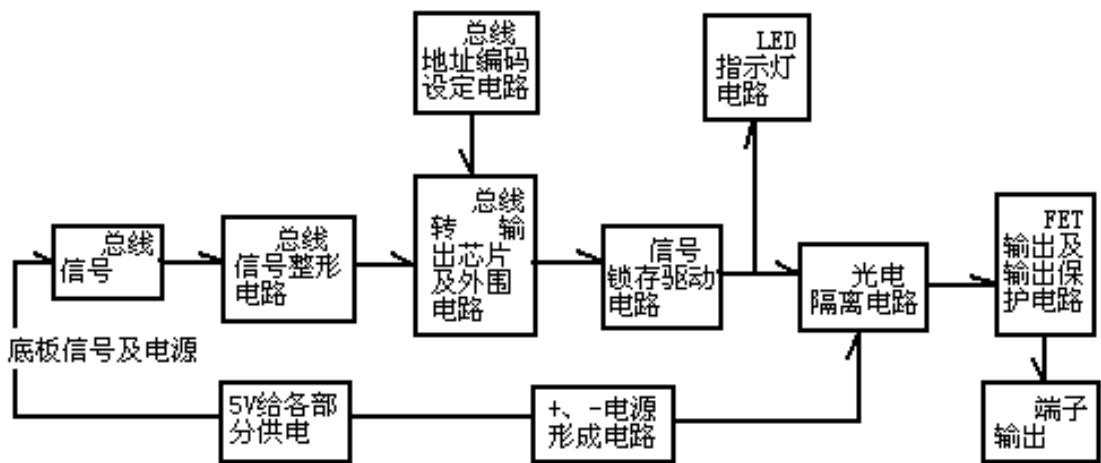 总线
地址编码
设定电路
LED
指示灯
电路
总线
信号
总线
信号整形
电路
总线
转 输
出芯片
及外围
电路
信号
锁存驱动
电路
光电
隔离电路
FET
输出及
输出保
护电路
底板信号及电源
5V给各部
分供电
+、-电源
形成电路
端子
输出